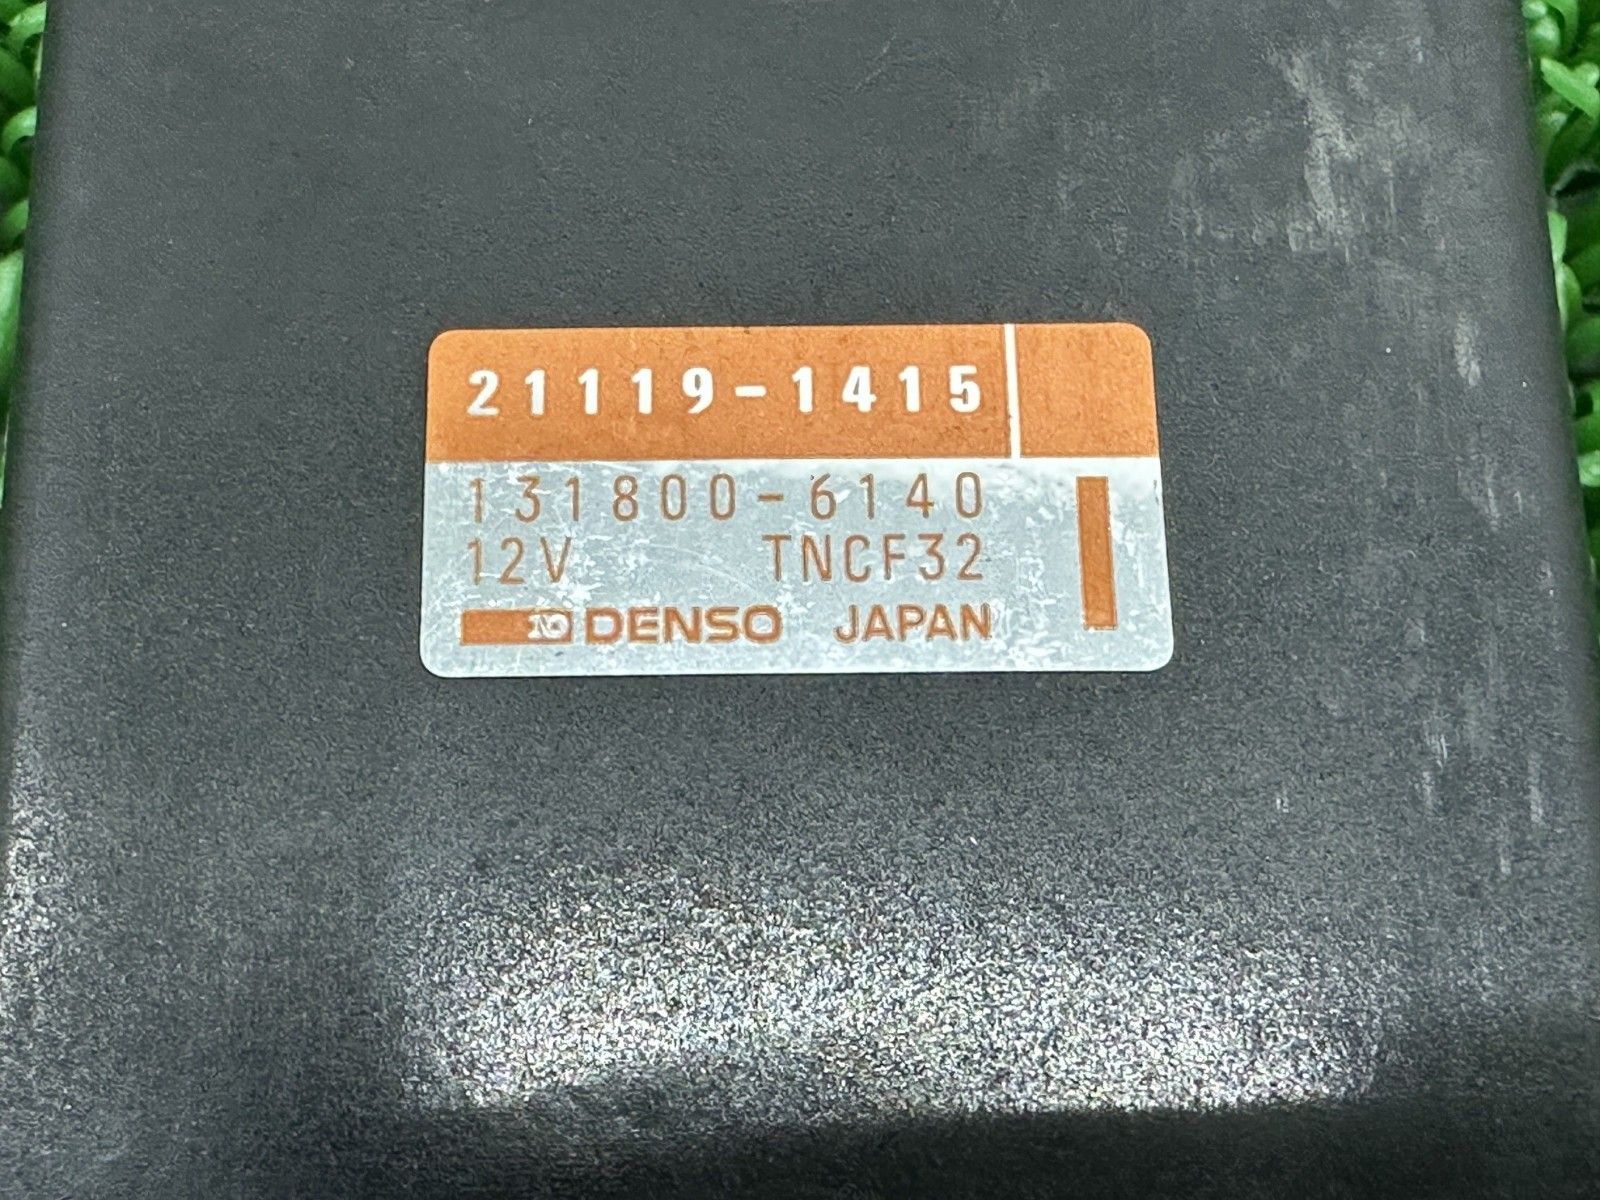 21119-1415
131800-6140
12V TNCF32
DENSO JAPAN